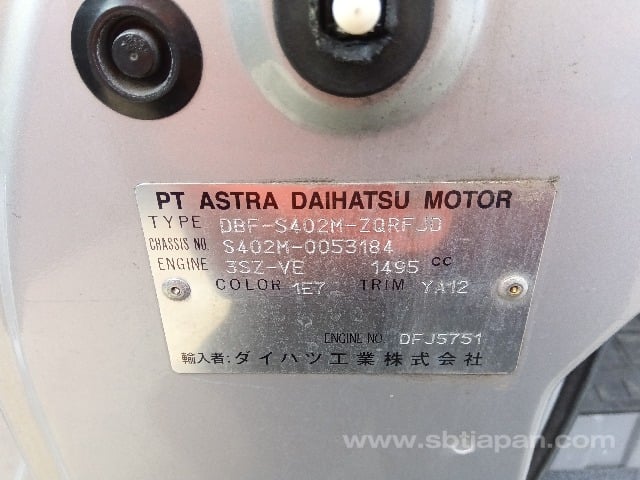 PT ASTRA DAIHATSU MOTOR
TYPE DBF-S402M-ZQRFJD
CHASSIS NO. S402M-0053184
ENGINE 3SZ-VE 1495 CC
COLOR 1E7 TRIM YA12
ENGINE NO. DFJ5751
輸入者:ダイハツ工業株式会社
www.sbtjapan.com